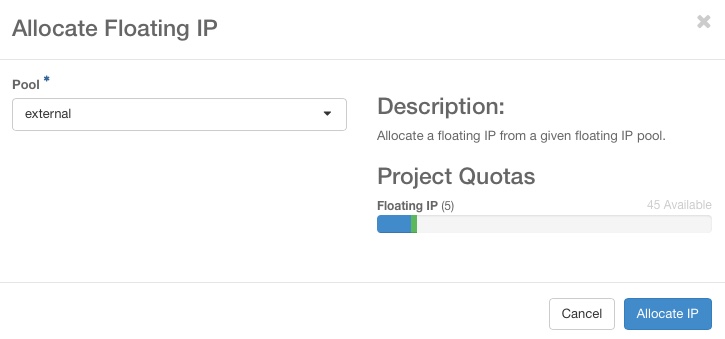 Allocate Floating IP
Pool *
external
Description:
Allocate a floating IP from a given floating IP pool.
Project Quotas
Floating IP (5) 45 Available
Cancel Allocate IP